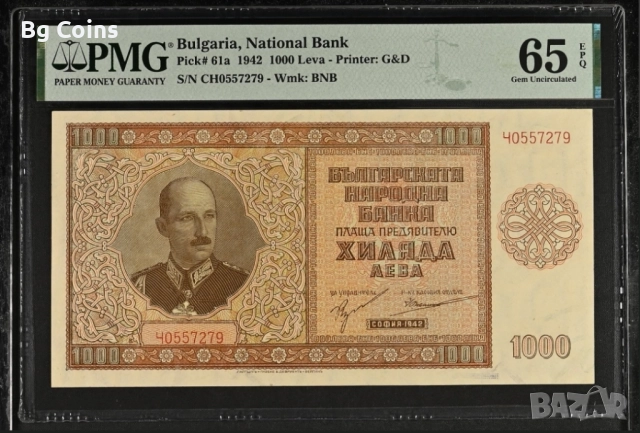 Bg Coins
PMG
PAPER MONEY GUARANTY
Bulgaria, National Bank
Pick# 61a 1942 1000 Leva - Printer: G&D
S/N CH0557279 - Wmk: BNB
65 EPQ
Gem Uncirculated
1000 1000
Ч0557279
БЪЛГАРСКАТА
НАРОДНА
БАНКА
ПЛАЩА ПРЕДЯВИТЕЛЮ
ХИЛЯДА
ЛЕВА
СОФИЯ·1942
Ч0557279
1000 1000 1000
BAZAR